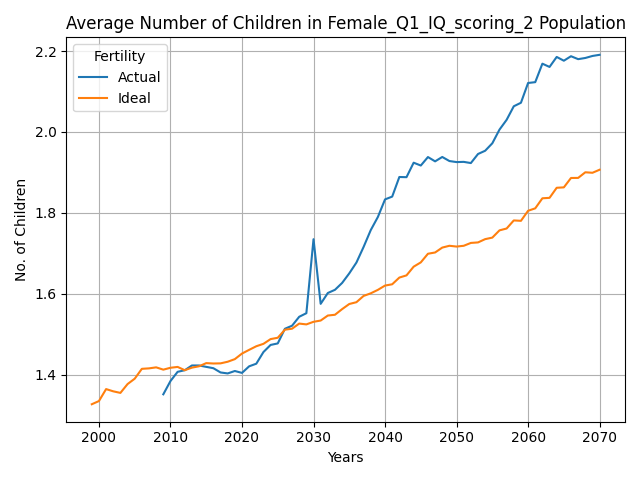 Average Number of Children in Female_Q1_IQ_scoring_2 Population
Fertility
Actual
Ideal
No. of Children
2.2
2.0
1.8
1.6
1.4
2000 2010 2020 2030 2040 2050 2060 2070
Years